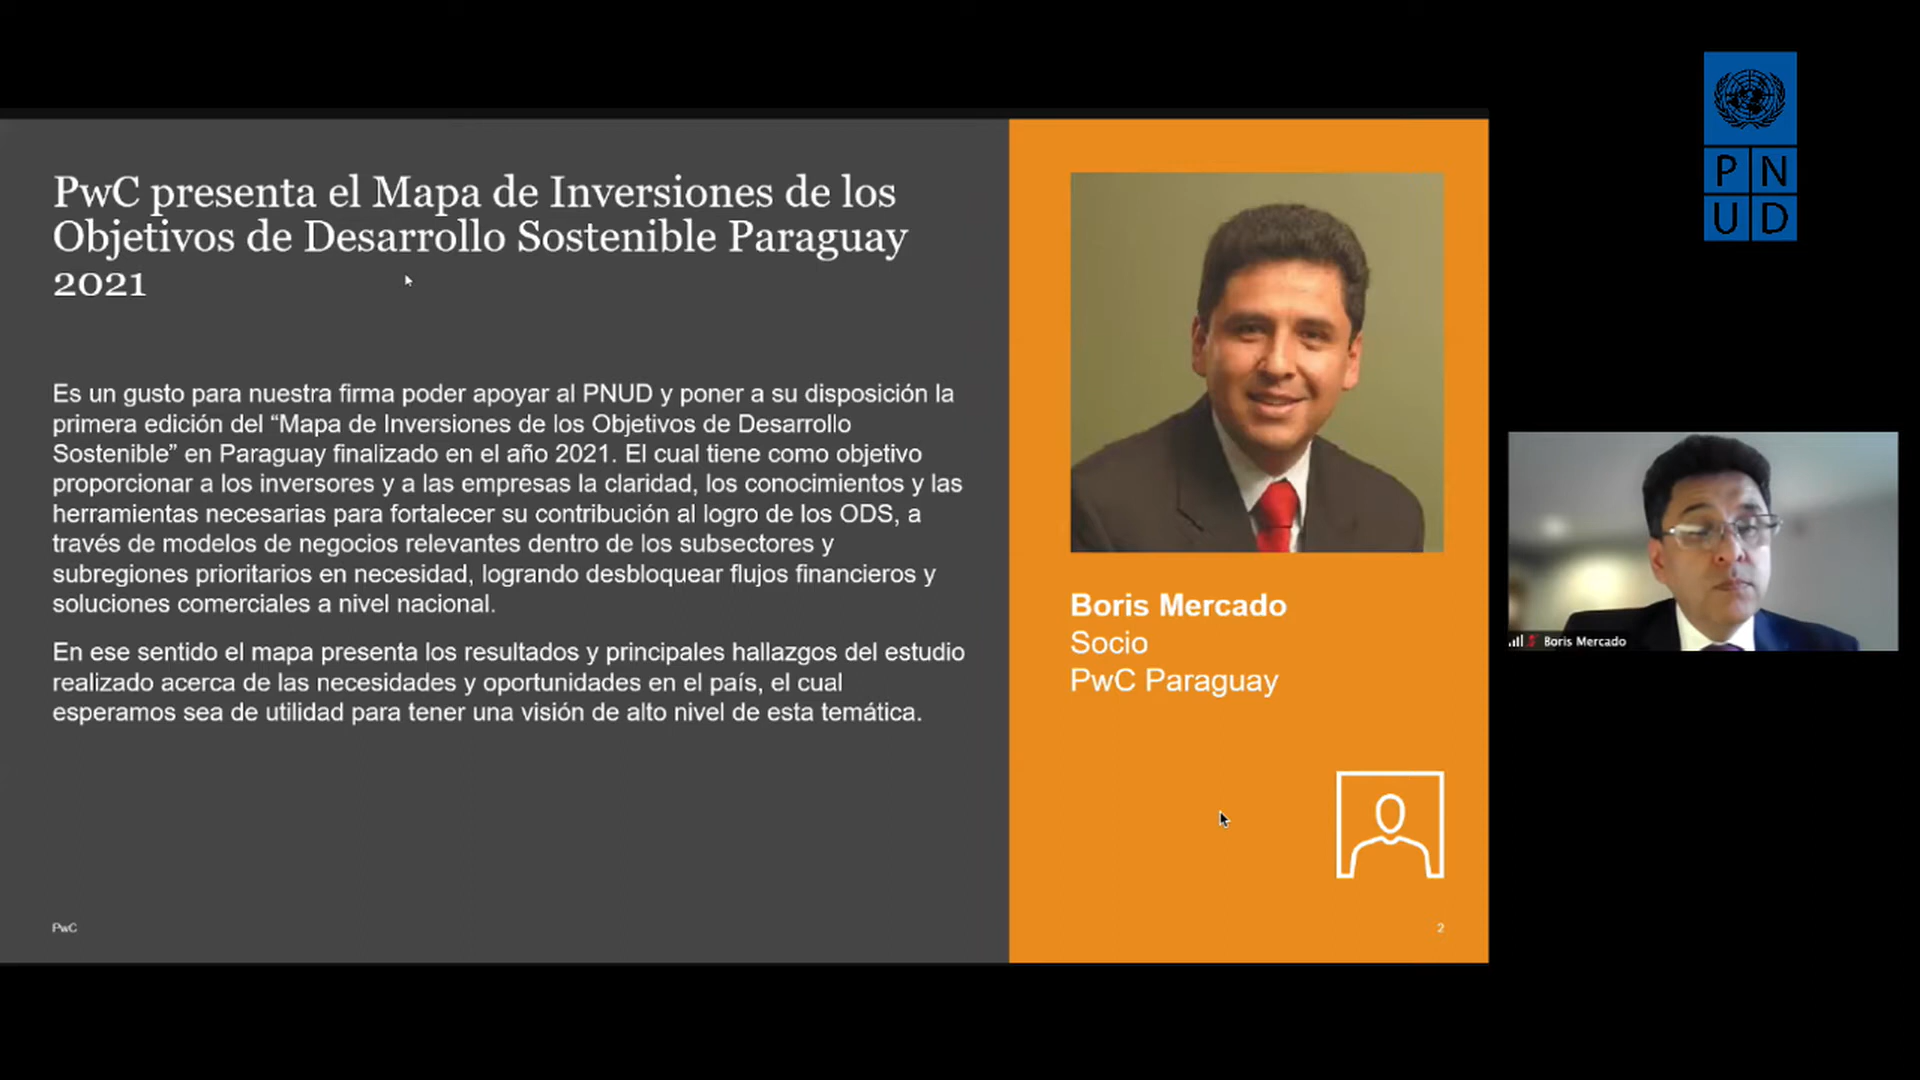 PwC presenta el Mapa de Inversiones de los
Objetivos de Desarrollo Sostenible Paraguay
2021
Es un gusto para nuestra firma poder apoyar al PNUD y poner a su disposición la
primera edición del “Mapa de Inversiones de los Objetivos de Desarrollo
Sostenible” en Paraguay finalizado en el año 2021. El cual tiene como objetivo
proporcionar a los inversores y a las empresas la claridad, los conocimientos y las
herramientas necesarias para fortalecer su contribución al logro de los ODS, a
través de modelos de negocios relevantes dentro de los subsectores y
subregiones prioritarios en necesidad, logrando desbloquear flujos financieros y
soluciones comerciales a nivel nacional.
En ese sentido el mapa presenta los resultados y principales hallazgos del estudio
realizado acerca de las necesidades y oportunidades en el país, el cual
esperamos sea de utilidad para tener una visión de alto nivel de esta temática.
PwC
Boris Mercado
Socio
PwC Paraguay
2
P N
U D
Boris Mercado